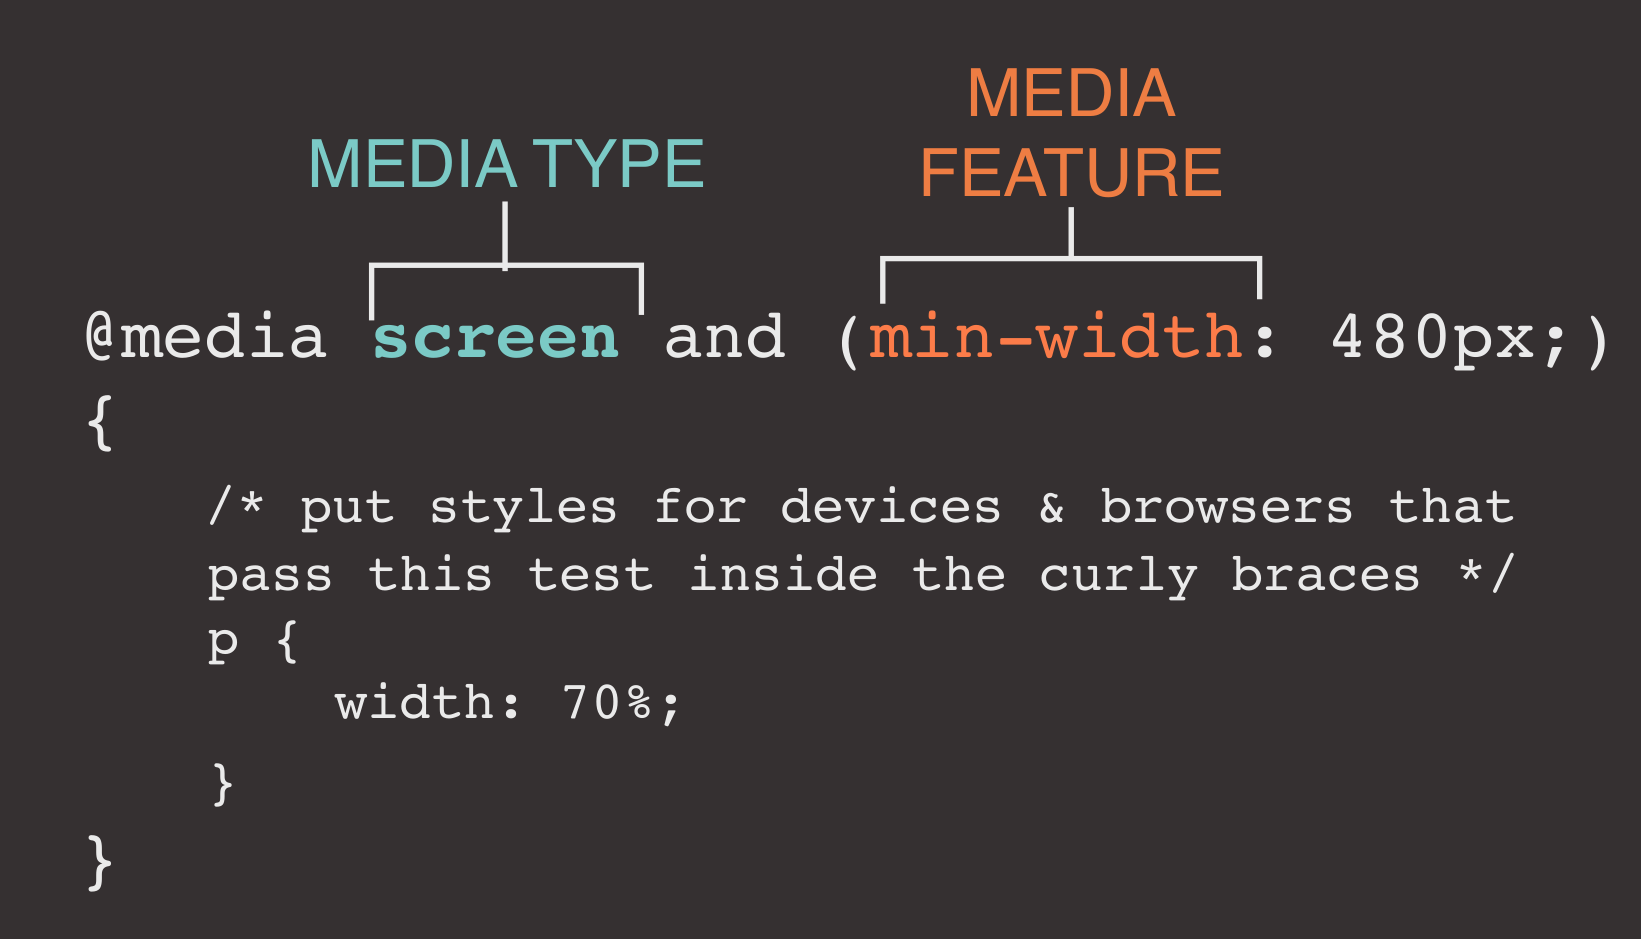 MEDIA
FEATURE
MEDIA TYPE
@media screen and (min-width: 480px;)
{
/* put styles for devices & browsers that
pass this test inside the curly braces */
p {
width: 70%;
}
}